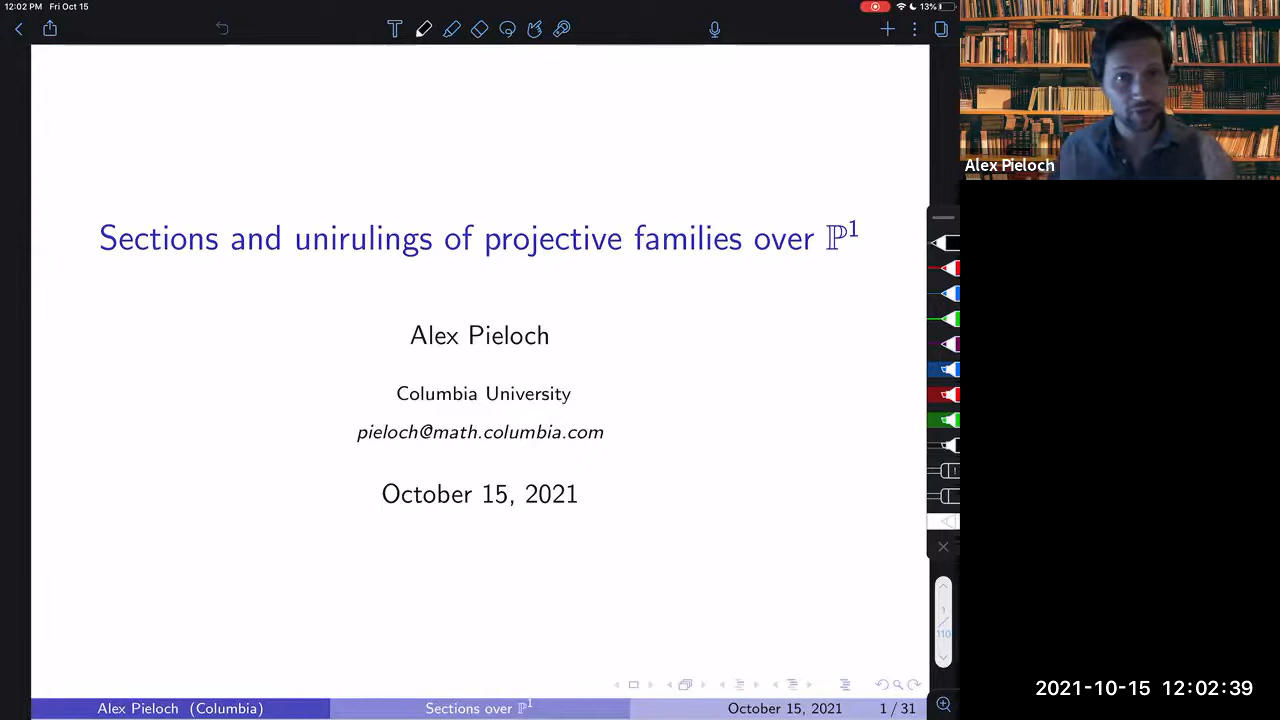 12:02 PM Fri Oct 15
13%
Sections and unirulings of projective families over ℙ¹
Alex Pieloch
Columbia University
pieloch@math.columbia.com
October 15, 2021
Alex Pieloch (Columbia)
Sections over ℙ¹
October 15, 2021
1 / 31
110
Alex Pieloch
2021-10-15 12:02:39